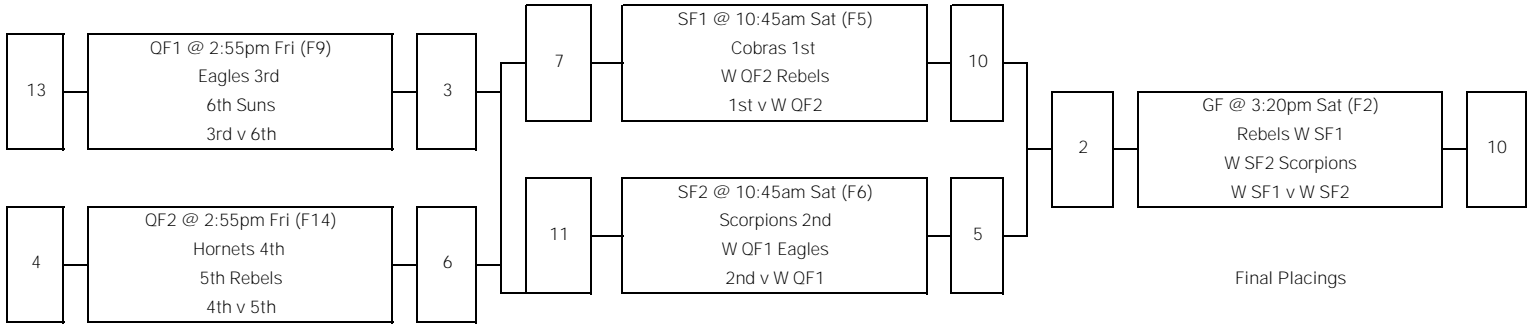 13
QF1 @ 2:55pm Fri (F9)
Eagles 3rd
6th Suns
3rd v 6th
3
4
QF2 @ 2:55pm Fri (F14)
Hornets 4th
5th Rebels
4th v 5th
6
7
SF1 @ 10:45am Sat (F5)
Cobras 1st
W QF2 Rebels
1st v W QF2
10
11
SF2 @ 10:45am Sat (F6)
Scorpions 2nd
W QF1 Eagles
2nd v W QF1
5
2
GF @ 3:20pm Sat (F2)
Rebels W SF1
W SF2 Scorpions
W SF1 v W SF2
10
Final Placings